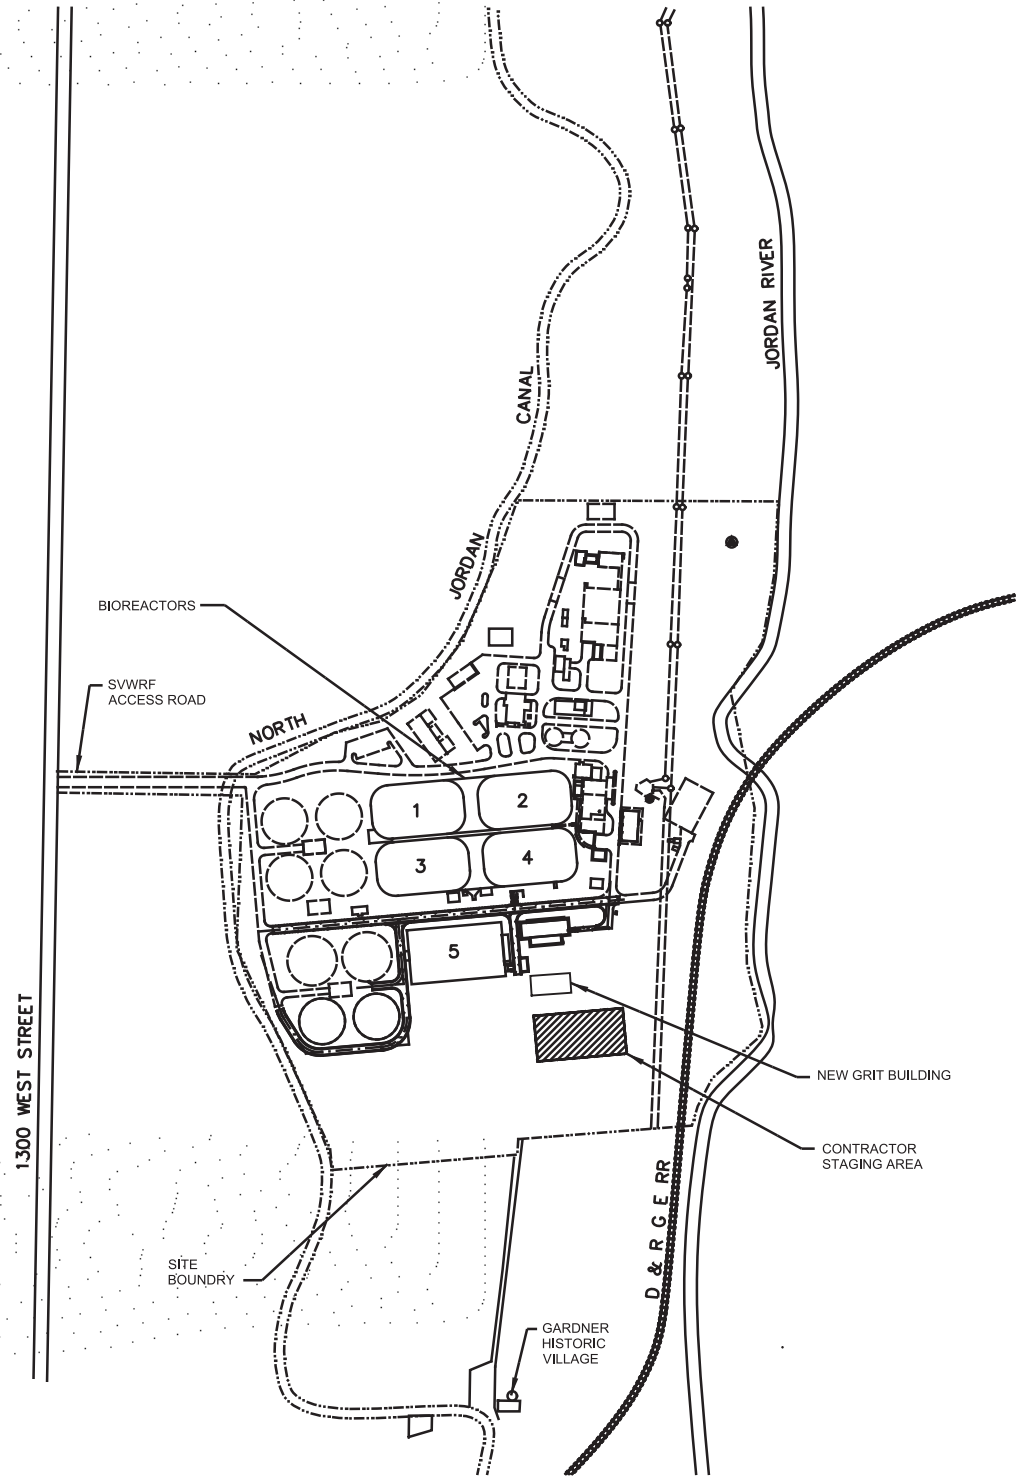 JORDAN RIVER
CANAL
JORDAN
NORTH
BIOREACTORS
SVWRF
ACCESS ROAD
1
2
3
4
5
1300 WEST STREET
NEW GRIT BUILDING
CONTRACTOR
STAGING AREA
D & R G E RR
SITE
BOUNDRY
GARDNER
HISTORIC
VILLAGE